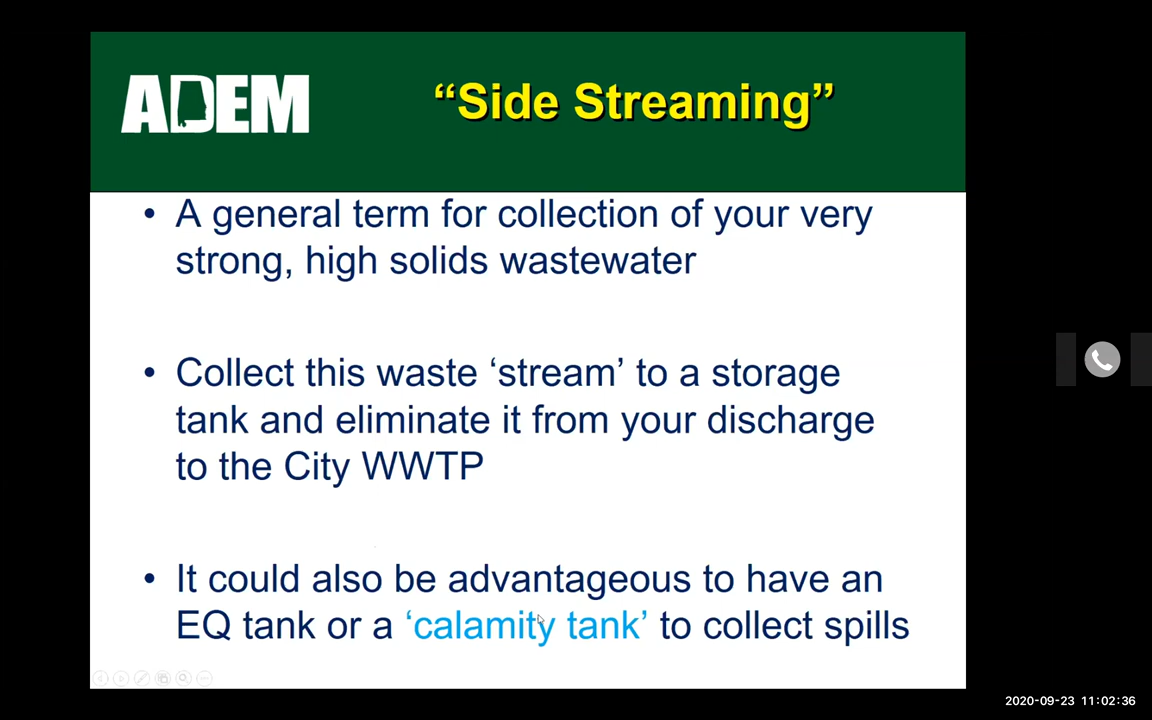 ADEM
“Side Streaming”
• A general term for collection of your very
strong, high solids wastewater
• Collect this waste ‘stream’ to a storage
tank and eliminate it from your discharge
to the City WWTP
• It could also be advantageous to have an
EQ tank or a ‘calamity tank’ to collect spills
2020-09-23 11:02:36